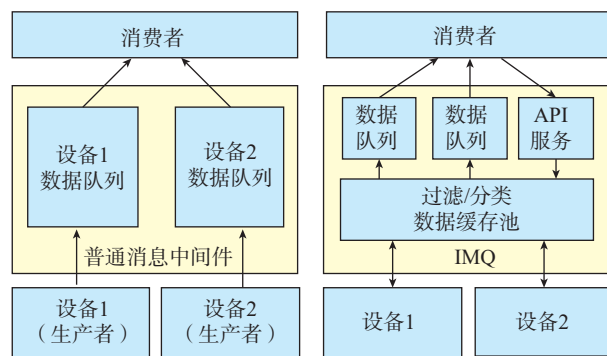 消费者
设备1
数据队列
设备2
数据队列
普通消息中间件
设备1
（生产者）
设备2
（生产者）
消费者
数据
队列
数据
队列
API
服务
过滤/分类
数据缓存池
IMQ
设备1
设备2